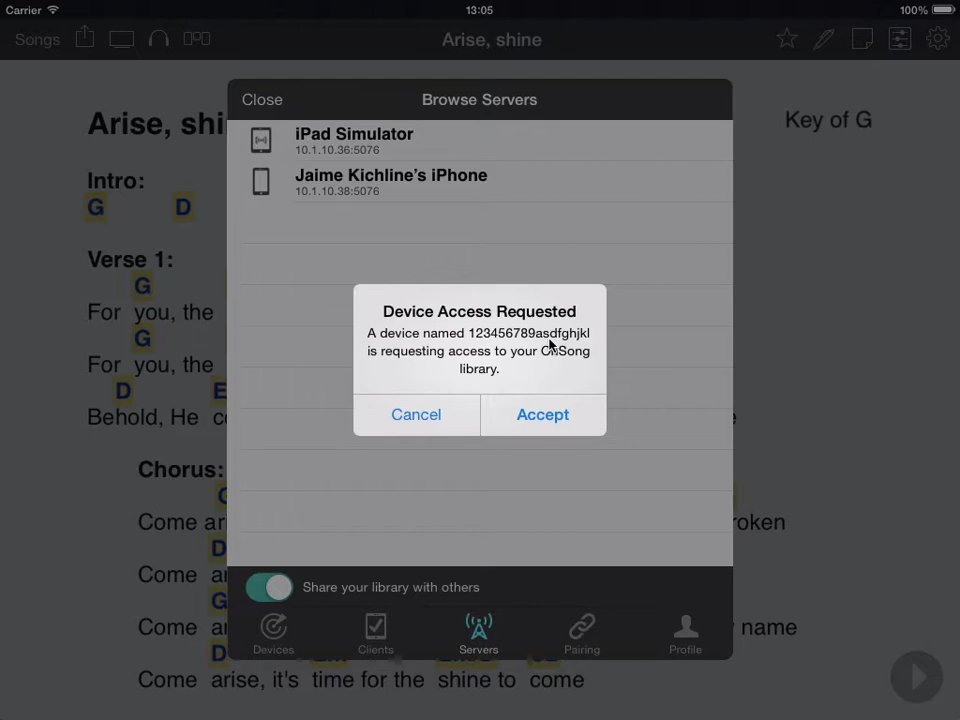 Carrier 13:05 100%
Songs Arise, shine
Close Browse Servers
Arise, shi Key of G
iPad Simulator
10.1.10.36:5076
Jaime Kichline's iPhone
10.1.10.38:5076
Intro:
G D
Verse 1:
G
For you, the
G
For you, the
D E
Behold, He c e
Device Access Requested
A device named 123456789asdfghjkl
is requesting access to your OnSong
library.
Cancel Accept
Chorus:
Come ar roken
D
Come ar
G
Come ar name
D
Come arise, it's time for the shine to come
Share your library with others
Devices Clients Servers Pairing Profile